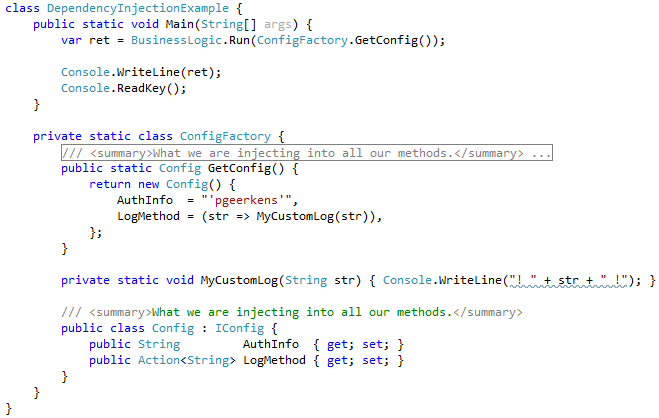 class DependencyInjectionExample {
    public static void Main(String[] args) {
        var ret = BusinessLogic.Run(ConfigFactory.GetConfig());

        Console.WriteLine(ret);
        Console.ReadKey();
    }

    private static class ConfigFactory {
        /// <summary>What we are injecting into all our methods.</summary> ...
        public static Config GetConfig() {
            return new Config() {
                AuthInfo  = "'pgeerkens'",
                LogMethod = (str => MyCustomLog(str)),
            };
        }

        private static void MyCustomLog(String str) { Console.WriteLine("! " + str + " !"); }

        /// <summary>What we are injecting into all our methods.</summary>
        public class Config : IConfig {
            public String         AuthInfo  { get; set; }
            public Action<String> LogMethod { get; set; }
        }
    }
}